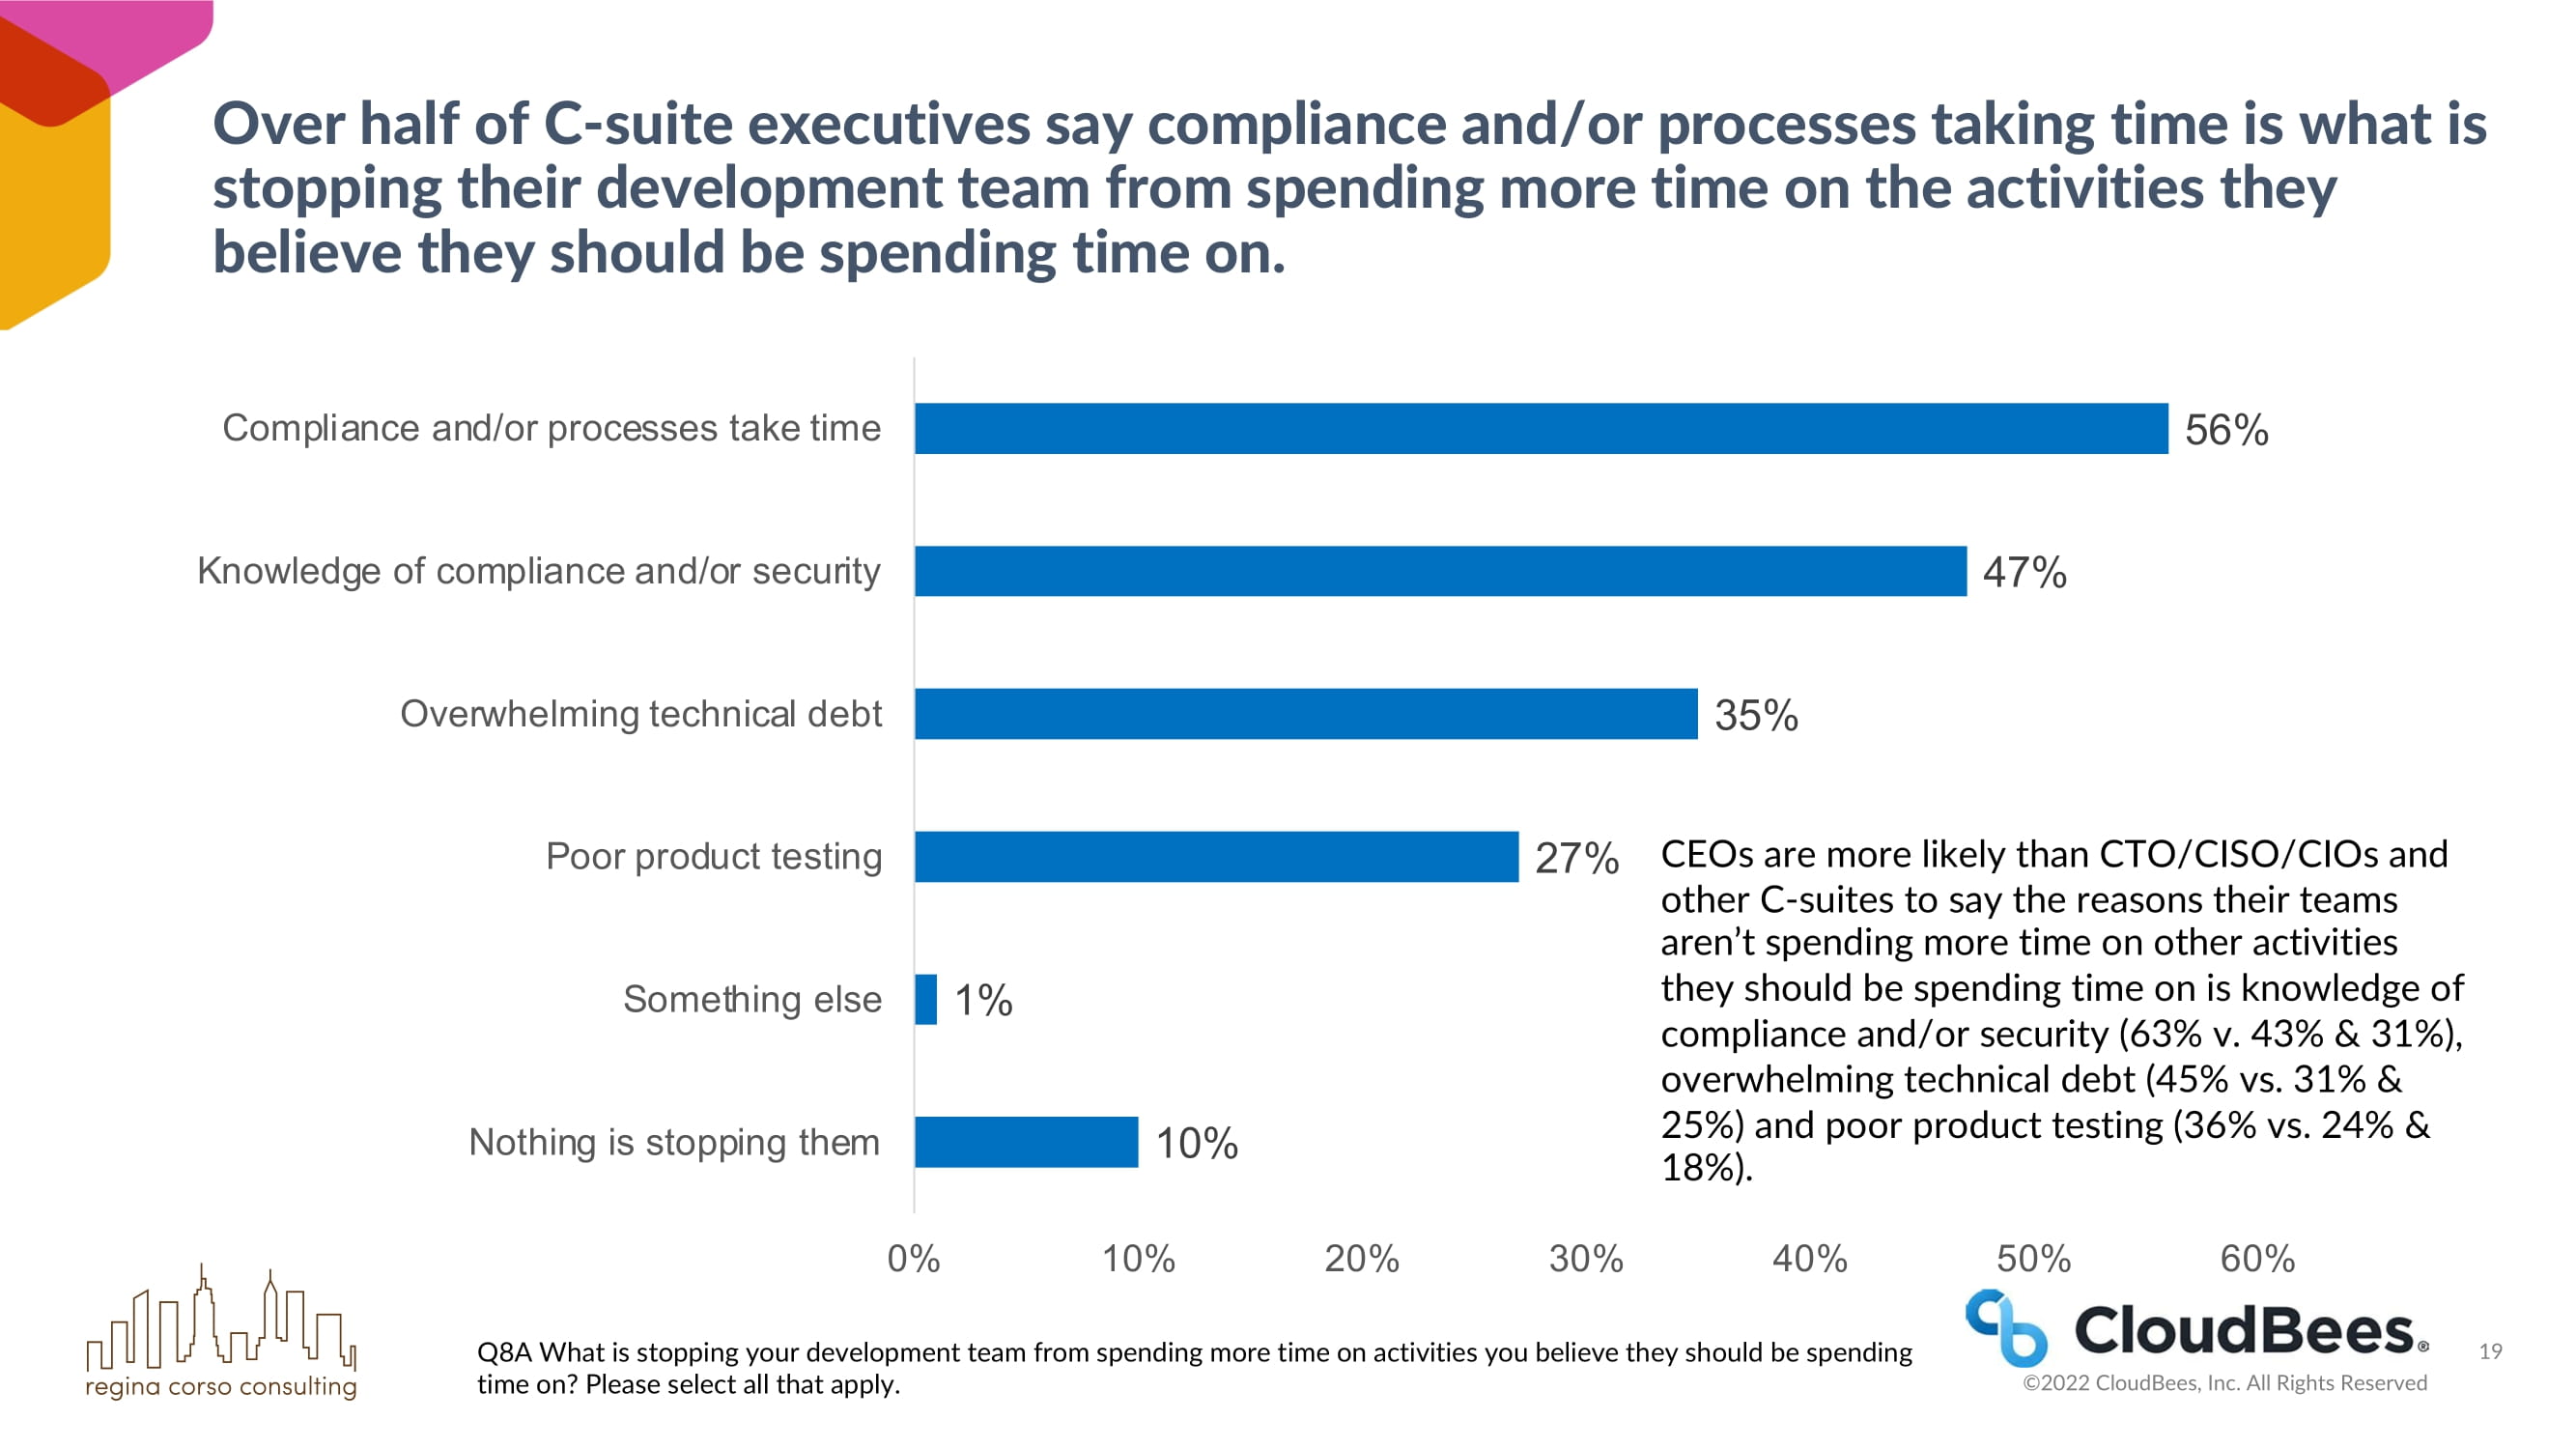 Over half of C-suite executives say compliance and/or processes taking time is what is
stopping their development team from spending more time on the activities they
believe they should be spending time on.
Compliance and/or processes take time
56%
Knowledge of compliance and/or security
47%
Overwhelming technical debt
35%
Poor product testing
27%
Something else
1%
Nothing is stopping them
10%
CEOs are more likely than CTO/CISO/CIOs and
other C-suites to say the reasons their teams
aren’t spending more time on other activities
they should be spending time on is knowledge of
compliance and/or security (63% v. 43% & 31%),
overwhelming technical debt (45% vs. 31% &
25%) and poor product testing (36% vs. 24% &
18%).
0% 10% 20% 30% 40% 50% 60%
regina corso consulting
Q8A What is stopping your development team from spending more time on activities you believe they should be spending
time on? Please select all that apply.
CloudBees®
©2022 CloudBees, Inc. All Rights Reserved
19